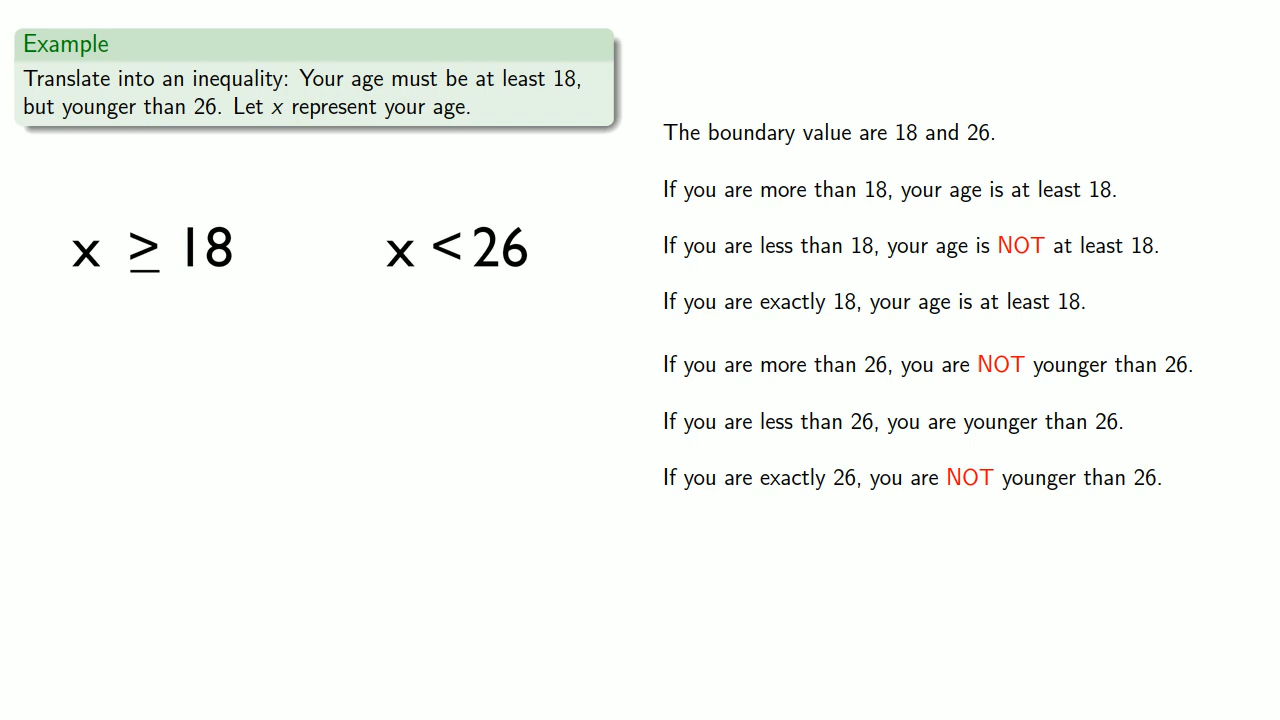 Example
Translate into an inequality: Your age must be at least 18,
but younger than 26. Let x represent your age.
x ≥ 18
x < 26
The boundary value are 18 and 26.
If you are more than 18, your age is at least 18.
If you are less than 18, your age is NOT at least 18.
If you are exactly 18, your age is at least 18.
If you are more than 26, you are NOT younger than 26.
If you are less than 26, you are younger than 26.
If you are exactly 26, you are NOT younger than 26.